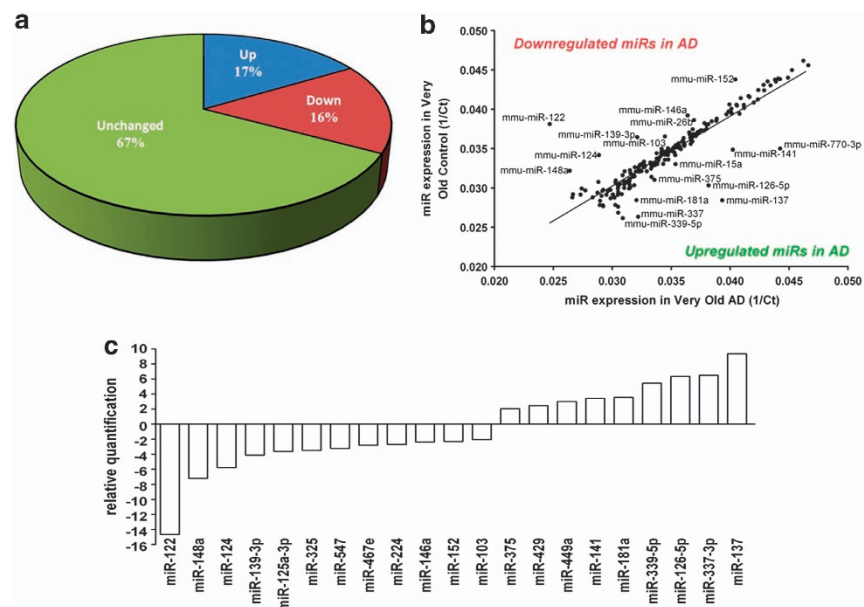 a
Up
17%
Down
16%
Unchanged
67%
b
Downregulated miRs in AD
miR expression in Very
Old Control (1/Ct)
0.050
0.045
0.040
0.035
0.030
0.025
0.020
mmu-miR-152
mmu-miR-146a
mmu-miR-122
mmu-miR-26b
mmu-miR-139-3p
mmu-miR-103
mmu-miR-770-3p
mmu-miR-124
mmu-miR-141
mmu-miR-15a
mmu-miR-148a
mmu-miR-375
mmu-miR-126-5p
mmu-miR-181a
mmu-miR-137
mmu-miR-337
mmu-miR-339-5p
Upregulated miRs in AD
0.020 0.025 0.030 0.035 0.040 0.045 0.050
miR expression in Very Old AD (1/Ct)
c
relative quantification
10
8
6
4
2
0
-2
-4
-6
-8
-10
-12
-14
-16
miR-122
miR-148a
miR-124
miR-139-3p
miR-125a-3p
miR-325
miR-547
miR-467e
miR-224
miR-146a
miR-152
miR-103
miR-375
miR-429
miR-449a
miR-141
miR-181a
miR-339-5p
miR-126-5p
miR-337-3p
miR-137